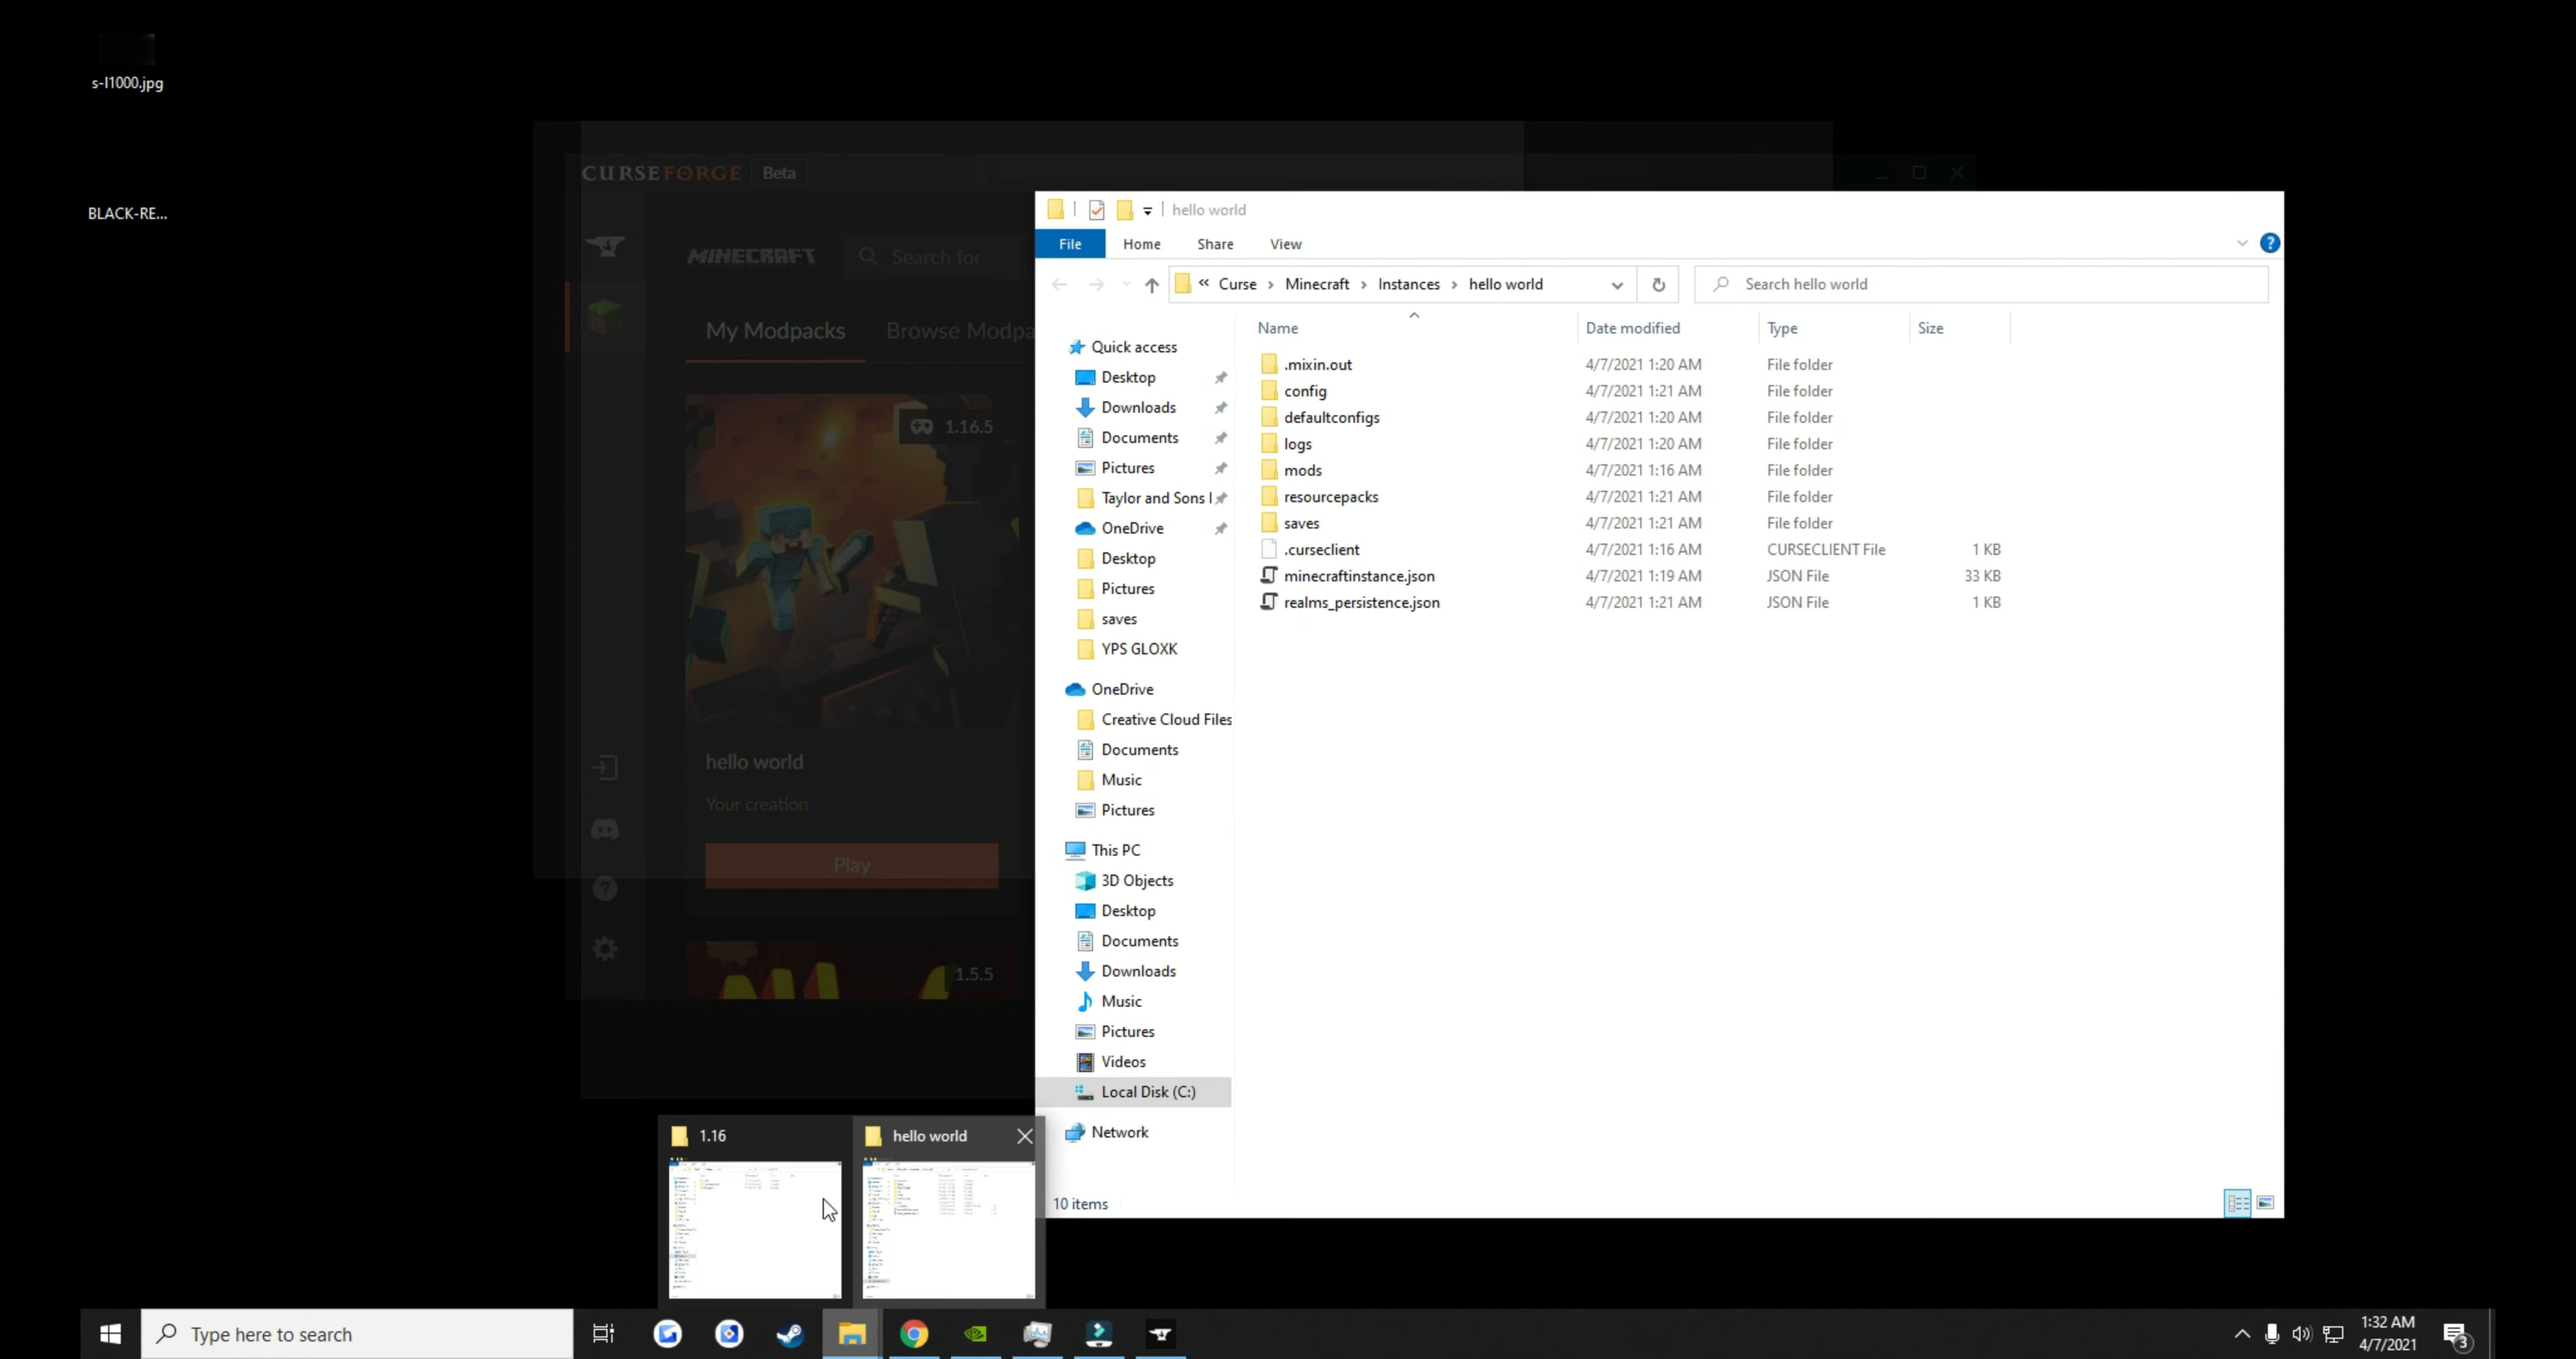 s-l1000.jpg
BLACK-RE...
CURSEFORGE Beta
MINECRAFT Search for
My Modpacks Browse Modpa
1.16.5
hello world
Your creation
Play
1.5.5
hello world
File Home Share View
« Curse › Minecraft › Instances › hello world
Search hello world
Name Date modified Type Size
Quick access
Desktop
Downloads
Documents
Pictures
Taylor and Sons I
OneDrive
Desktop
Pictures
saves
YPS GLOXK
OneDrive
Creative Cloud Files
Documents
Music
Pictures
This PC
3D Objects
Desktop
Documents
Downloads
Music
Pictures
Videos
Local Disk (C:)
Network
.mixin.out 4/7/2021 1:20 AM File folder
config 4/7/2021 1:21 AM File folder
defaultconfigs 4/7/2021 1:20 AM File folder
logs 4/7/2021 1:20 AM File folder
mods 4/7/2021 1:16 AM File folder
resourcepacks 4/7/2021 1:21 AM File folder
saves 4/7/2021 1:21 AM File folder
.curseclient 4/7/2021 1:16 AM CURSECLIENT File 1 KB
minecraftinstance.json 4/7/2021 1:19 AM JSON File 33 KB
realms_persistence.json 4/7/2021 1:21 AM JSON File 1 KB
10 items
1.16
hello world
Type here to search
1:32 AM
4/7/2021
3